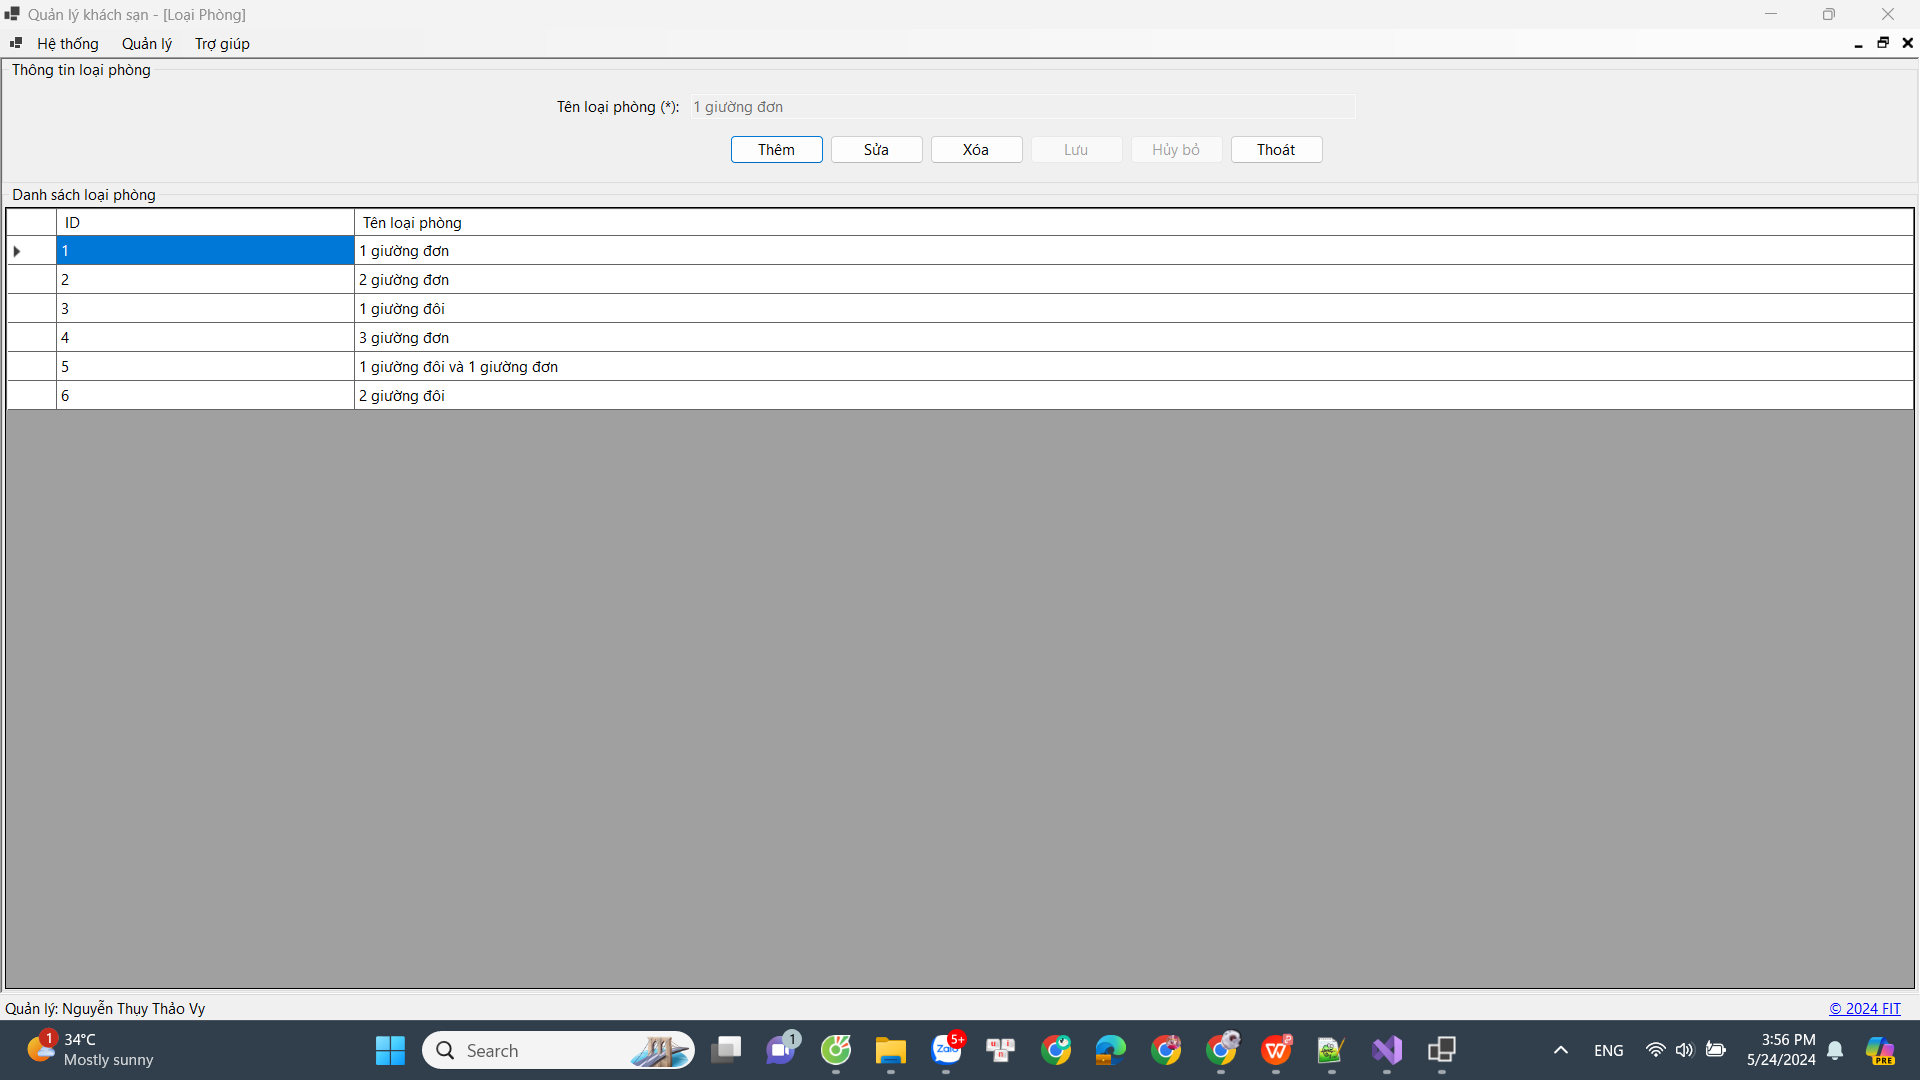 Quản lý khách sạn - [Loại Phòng]
Hệ thống Quản lý Trợ giúp
Thông tin loại phòng
Tên loại phòng (*): 1 giường đơn
Thêm Sửa Xóa Lưu Hủy bỏ Thoát
Danh sách loại phòng
ID Tên loại phòng
1 1 giường đơn
2 2 giường đơn
3 1 giường đôi
4 3 giường đơn
5 1 giường đôi và 1 giường đơn
6 2 giường đôi
Quản lý: Nguyễn Thụy Thảo Vy © 2024 FIT
1 34°C
Mostly sunny
Search
1
Zalo 5+
PRE
ENG
3:56 PM
5/24/2024